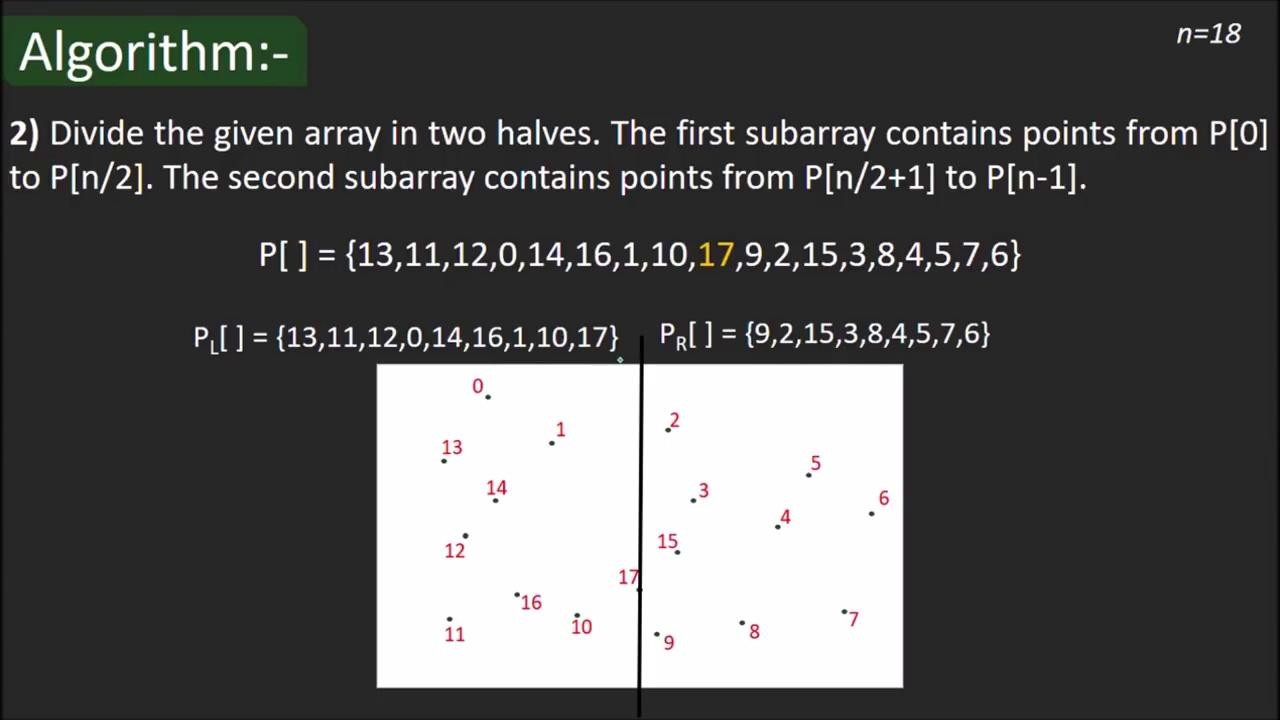 Algorithm:-
n=18
2) Divide the given array in two halves. The first subarray contains points from P[0]
to P[n/2]. The second subarray contains points from P[n/2+1] to P[n-1].
P[ ] = {13,11,12,0,14,16,1,10,17,9,2,15,3,8,4,5,7,6}
PL[ ] = {13,11,12,0,14,16,1,10,17}
PR[ ] = {9,2,15,3,8,4,5,7,6}
0
1
2
13
5
14
3
6
4
15
12
17
16
7
10
8
11
9